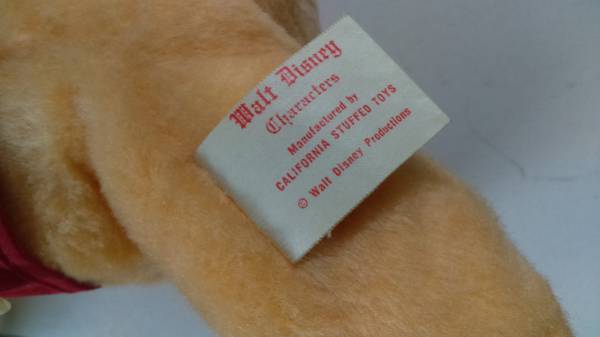 Walt Disney
Characters
Manufactured by
CALIFORNIA STUFFED TOYS
© Walt Disney Productions